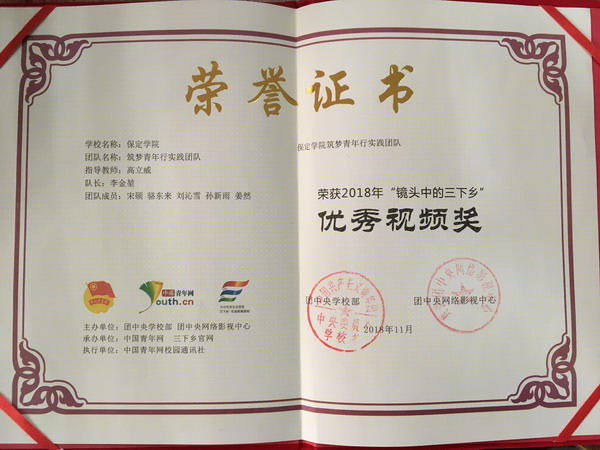 荣誉证书
学校名称：保定学院
团队名称：筑梦青年行实践团队
指导教师：高立威
队长：李金堃
团队成员：宋硕 骆东来 刘沁雪 孙新雨 姜然
中国青年网
Youth.cn
主办单位：团中央学校部 团中央网络影视中心
承办单位：中国青年网 三下乡官网
执行单位：中国青年网校园通讯社
保定学院筑梦青年行实践团队
荣获2018年“镜头中的三下乡”
优秀视频奖
团中央学校部
团中央网络影视中心
2018年11月